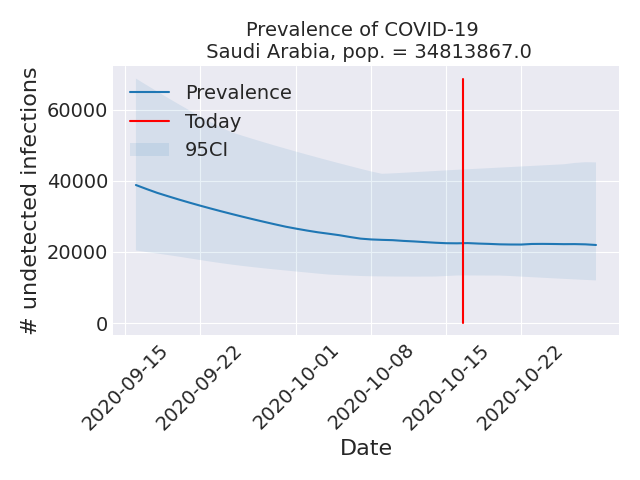 Prevalence of COVID-19
Saudi Arabia, pop. = 34813867.0
# undetected infections
60000
40000
20000
0
Prevalence
Today
95CI
2020-09-15
2020-09-22
2020-10-01
2020-10-08
2020-10-15
2020-10-22
Date